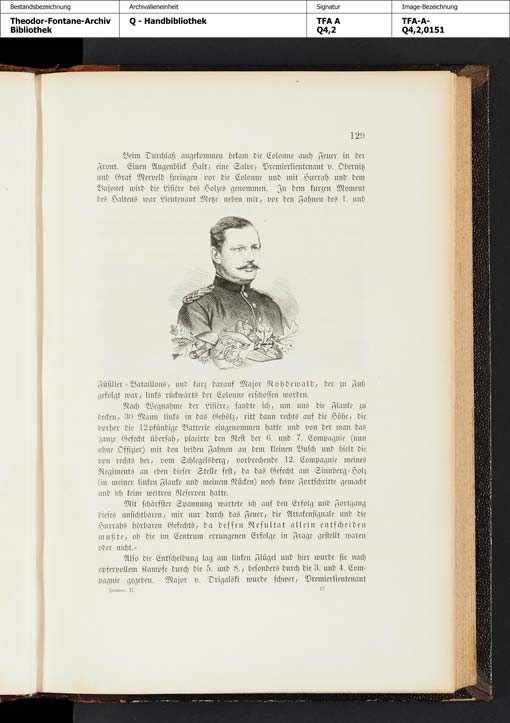 Bestandsbezeichnung
Archivalieneinheit
Signatur
Image-Bezeichnung
Theodor-Fontane-Archiv
Bibliothek
Q - Handbibliothek
TFA A
Q4,2
TFA-A-
Q4,2,0151
129
Beim Durchlaß angekommen bekam die Colonne auch Feuer in der
Front. Einen Augenblick Halt; eine Salve; Premierlieutenant v. Obernitz
und Graf Merveld springen vor die Colonne und mit Hurrah und dem
Bajonet wird die Lisière des Holzes genommen. In dem kurzen Moment
des Haltens war Lieutenant Metze neben mir, vor den Fahnen des 1. und
Füsilier-Bataillons, und kurz darauf Major Rohdewald, der zu Fuß
gefolgt war, links rückwärts der Colonne erschossen worden.
Nach Wegnahme der Lisière, sandte ich, um uns die Flanke zu
decken, 30 Mann links in das Gehölz, ritt dann rechts auf die Höhe, die
vorher die 12pfündige Batterie eingenommen hatte und von der man das
ganze Gefecht übersah, placirte den Rest der 6. und 7. Compagnie (nun
ohne Offizier) mit den beiden Fahnen an dem kleinen Busch und hielt die
von rechts her, vom Schlegelsberg, vorbrechende 12. Compagnie meines
Regiments an eben dieser Stelle fest, da das Gefecht am Sinnberg-Holz
(in meiner linken Flanke und meinem Rücken) noch keine Fortschritte gemacht
und ich keine weitren Reserven hatte.
Mit schärfster Spannung wartete ich auf den Erfolg und Fortgang
dieses unsichtbaren, mir nur durch das Feuer, die Attakensignale und die
Hurrahs hörbaren Gefechts, da dessen Resultat allein entscheiden
mußte, ob die im Centrum errungenen Erfolge in Frage gestellt waren
oder nicht.«
Also die Entscheidung lag am linken Flügel und hier wurde sie nach
opfervollem Kampfe durch die 5. und 8., besonders durch die 3. und 4. Com-
pagnie gegeben. Major v. Drigalski wurde schwer, Premierlieutenant
Fontane. II.
17